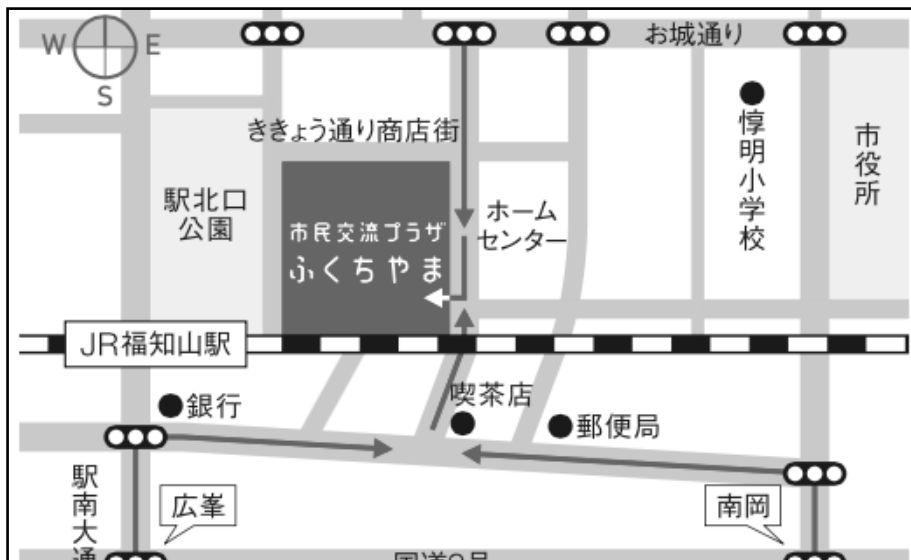 W
E
S
お城通り
ききょう通り商店街
惇明小学校
市役所
駅北口
公園
市民交流プラザ
ふくちやま
ホーム
センター
JR福知山駅
喫茶店
銀行
郵便局
駅南大通
広峯
南岡